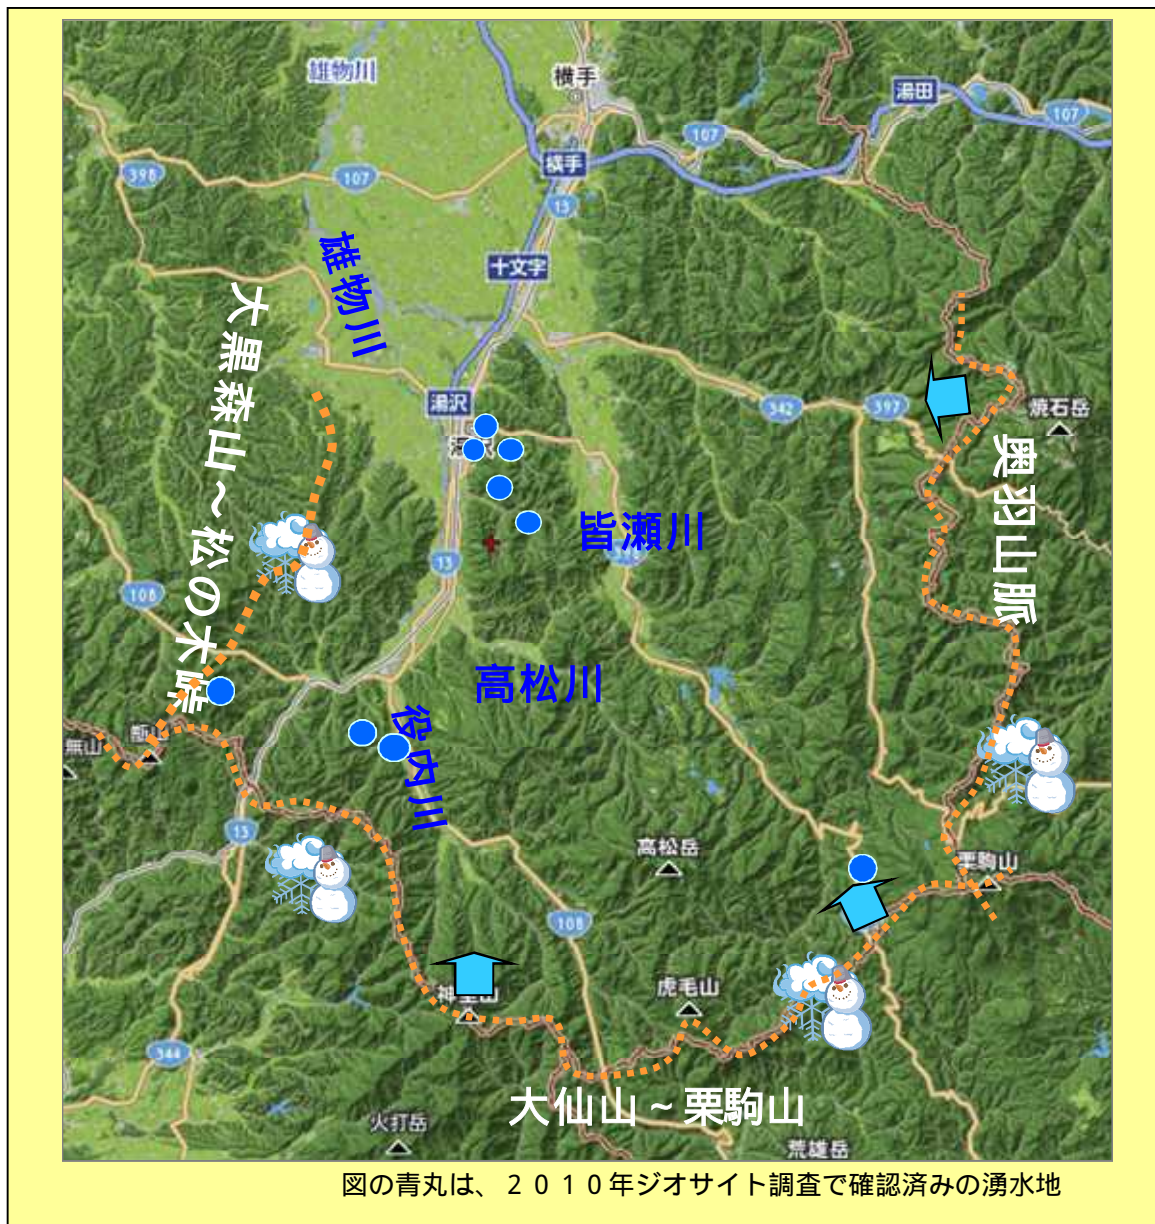 雄物川
横手
湯田
107
107
398
107
横手
13
十文字
雄物川
大黒森山～松の木峠
湯沢
342
397
焼石岳
奥羽山脈
皆瀬川
13
108
高松川
役内川
13
高松岳
栗駒山
108
神室山
虎毛山
344
大仙山～栗駒山
火打岳
荒雄岳
図の青丸は、２０１０年ジオサイト調査で確認済みの湧水地